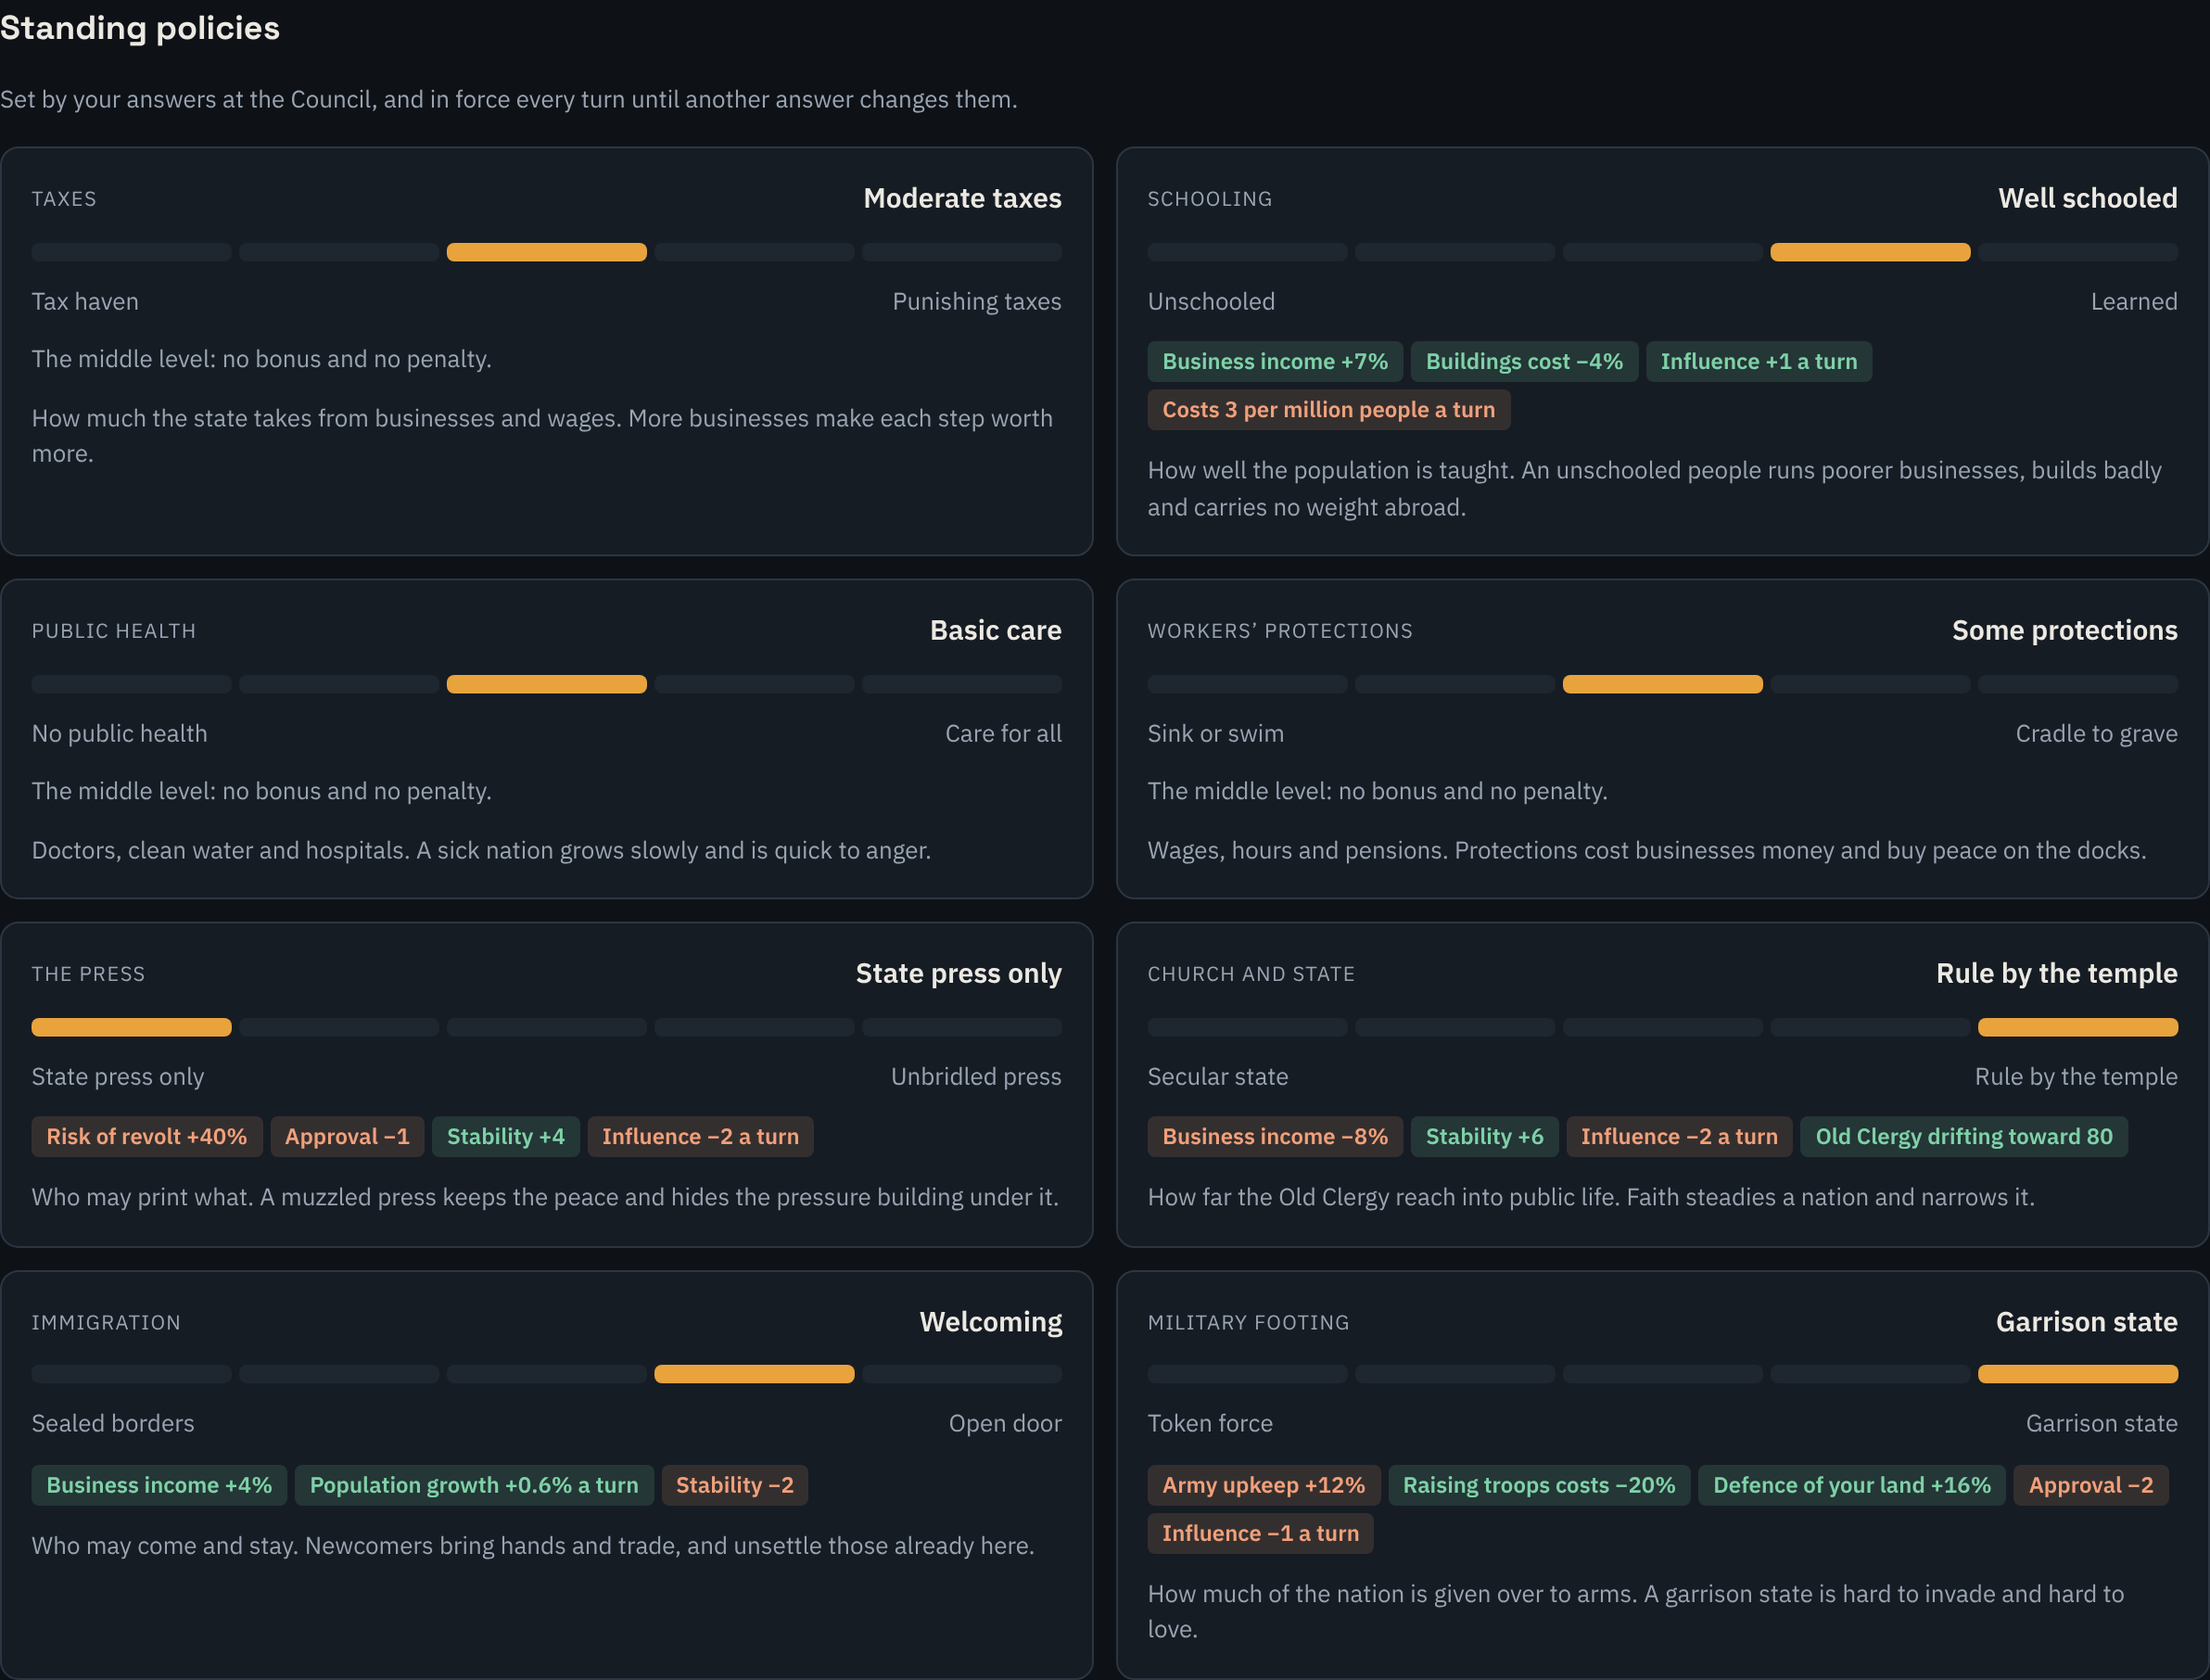 Standing policies
Set by your answers at the Council, and in force every turn until another answer changes them.
TAXES
Moderate taxes
Tax haven
Punishing taxes
The middle level: no bonus and no penalty.
How much the state takes from businesses and wages. More businesses make each step worth
more.
SCHOOLING
Well schooled
Unschooled
Learned
Business income +7%
Buildings cost −4%
Influence +1 a turn
Costs 3 per million people a turn
How well the population is taught. An unschooled people runs poorer businesses, builds badly
and carries no weight abroad.
PUBLIC HEALTH
Basic care
No public health
Care for all
The middle level: no bonus and no penalty.
Doctors, clean water and hospitals. A sick nation grows slowly and is quick to anger.
WORKERS’ PROTECTIONS
Some protections
Sink or swim
Cradle to grave
The middle level: no bonus and no penalty.
Wages, hours and pensions. Protections cost businesses money and buy peace on the docks.
THE PRESS
State press only
State press only
Unbridled press
Risk of revolt +40%
Approval −1
Stability +4
Influence −2 a turn
Who may print what. A muzzled press keeps the peace and hides the pressure building under it.
CHURCH AND STATE
Rule by the temple
Secular state
Rule by the temple
Business income −8%
Stability +6
Influence −2 a turn
Old Clergy drifting toward 80
How far the Old Clergy reach into public life. Faith steadies a nation and narrows it.
IMMIGRATION
Welcoming
Sealed borders
Open door
Business income +4%
Population growth +0.6% a turn
Stability −2
Who may come and stay. Newcomers bring hands and trade, and unsettle those already here.
MILITARY FOOTING
Garrison state
Token force
Garrison state
Army upkeep +12%
Raising troops costs −20%
Defence of your land +16%
Approval −2
Influence −1 a turn
How much of the nation is given over to arms. A garrison state is hard to invade and hard to
love.